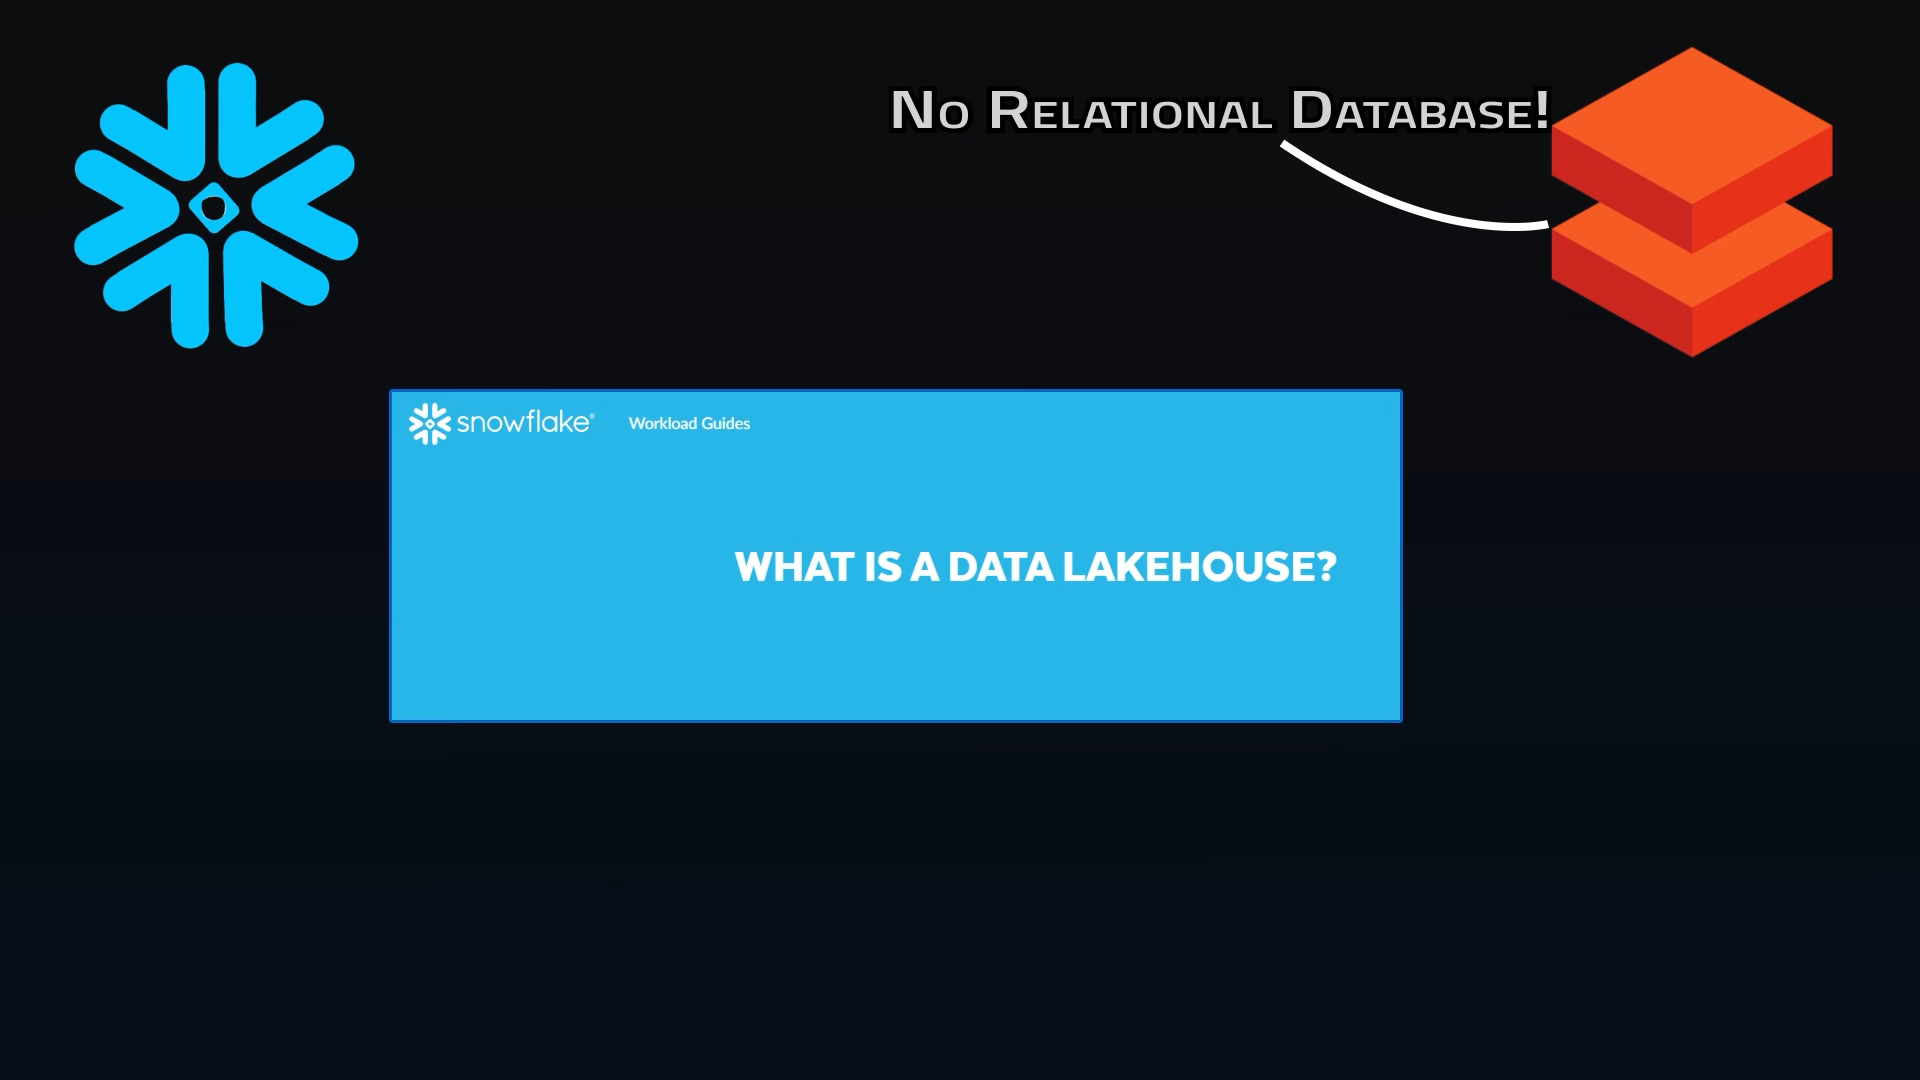 No Relational Database!
snowflake®
Workload Guides
WHAT IS A DATA LAKEHOUSE?